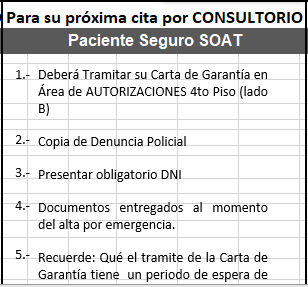 Para su próxima cita por CONSULTORIO
Paciente Seguro SOAT
1.- Deberá Tramitar su Carta de Garantía en
Área de AUTORIZACIONES 4to Piso (lado
B)
2.- Copia de Denuncia Policial
3.- Presentar obligatorio DNI
4.- Documentos entregados al momento
del alta por emergencia.
5.- Recuerde: Qué el tramite de la Carta de
Garantía tiene un periodo de espera de